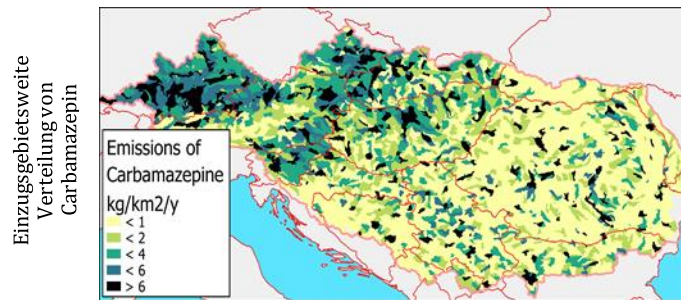 Einzugsgebietsweite
Verteilung von
Carbamazepin
Emissions of
Carbamazepine
kg/km2/y
< 1
< 2
< 4
< 6
> 6